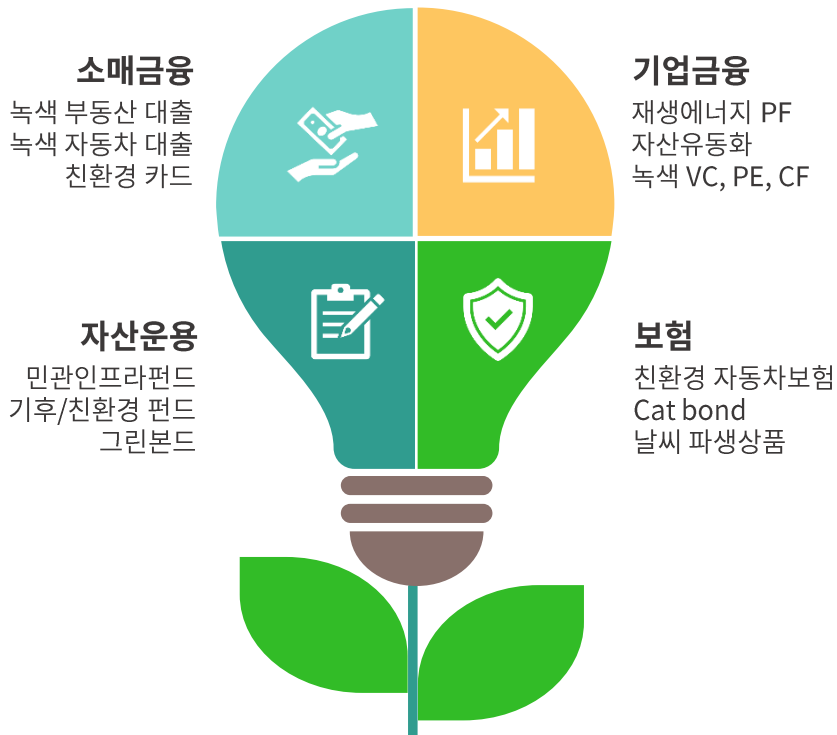 소매금융
녹색 부동산 대출
녹색 자동차 대출
친환경 카드
기업금융
재생에너지 PF
자산유동화
녹색 VC, PE, CF
자산운용
민관인프라펀드
기후/친환경 펀드
그린본드
보험
친환경 자동차보험
Cat bond
날씨 파생상품